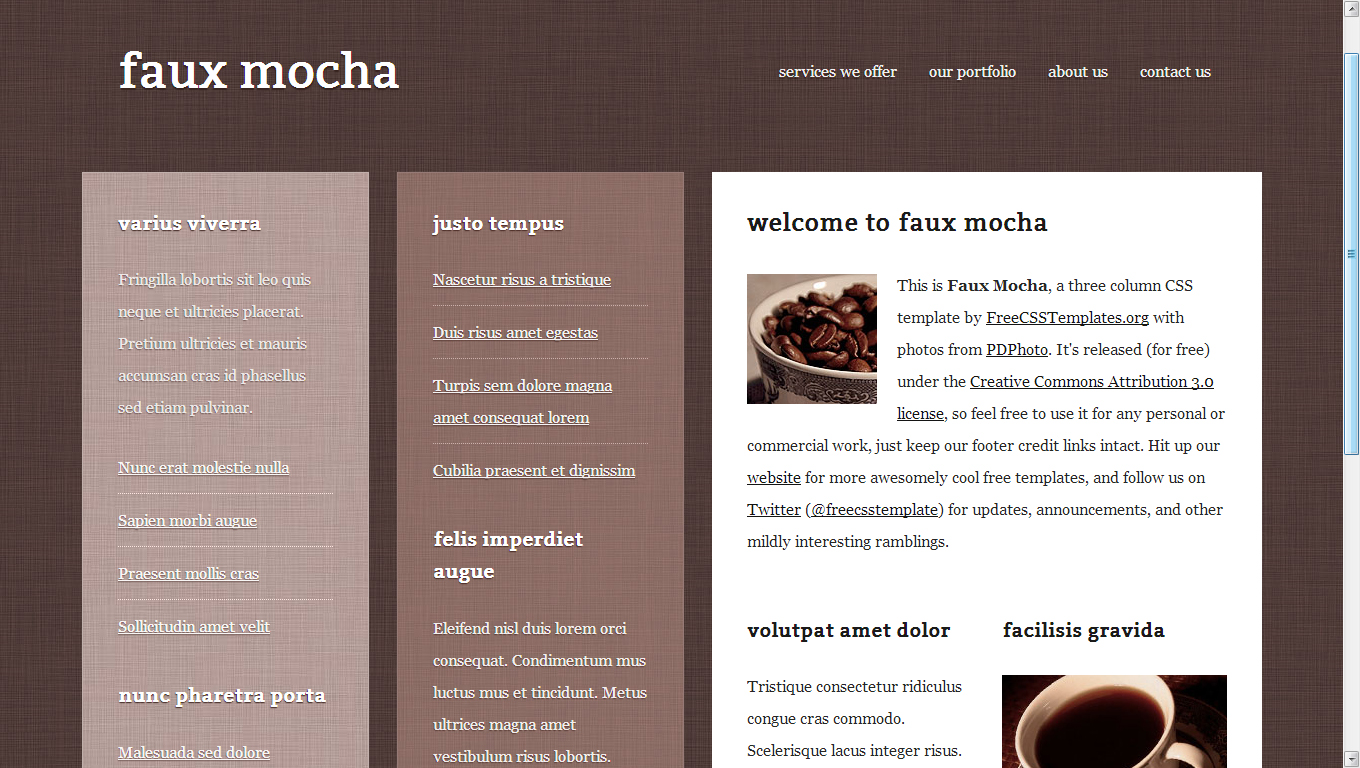 faux mocha
services we offer
our portfolio
about us
contact us
varius viverra
Fringilla lobortis sit leo quis
neque et ultricies placerat.
Pretium ultricies et mauris
accumsan cras id phasellus
sed etiam pulvinar.
Nunc erat molestie nulla
Sapien morbi augue
Praesent mollis cras
Sollicitudin amet velit
nunc pharetra porta
Malesuada sed dolore
justo tempus
Nascetur risus a tristique
Duis risus amet egestas
Turpis sem dolore magna
amet consequat lorem
Cubilia praesent et dignissim
felis imperdiet
augue
Eleifend nisl duis lorem orci
consequat. Condimentum mus
luctus mus et tincidunt. Metus
ultrices magna amet
vestibulum risus lobortis.
welcome to faux mocha
This is Faux Mocha, a three column CSS
template by FreeCSSTemplates.org with
photos from PDPhoto. It's released (for free)
under the Creative Commons Attribution 3.0
license, so feel free to use it for any personal or
commercial work, just keep our footer credit links intact. Hit up our
website for more awesomely cool free templates, and follow us on
Twitter (@freecsstemplate) for updates, announcements, and other
mildly interesting ramblings.
volutpat amet dolor
Tristique consectetur ridiculus
congue cras commodo.
Scelerisque lacus integer risus.
facilisis gravida